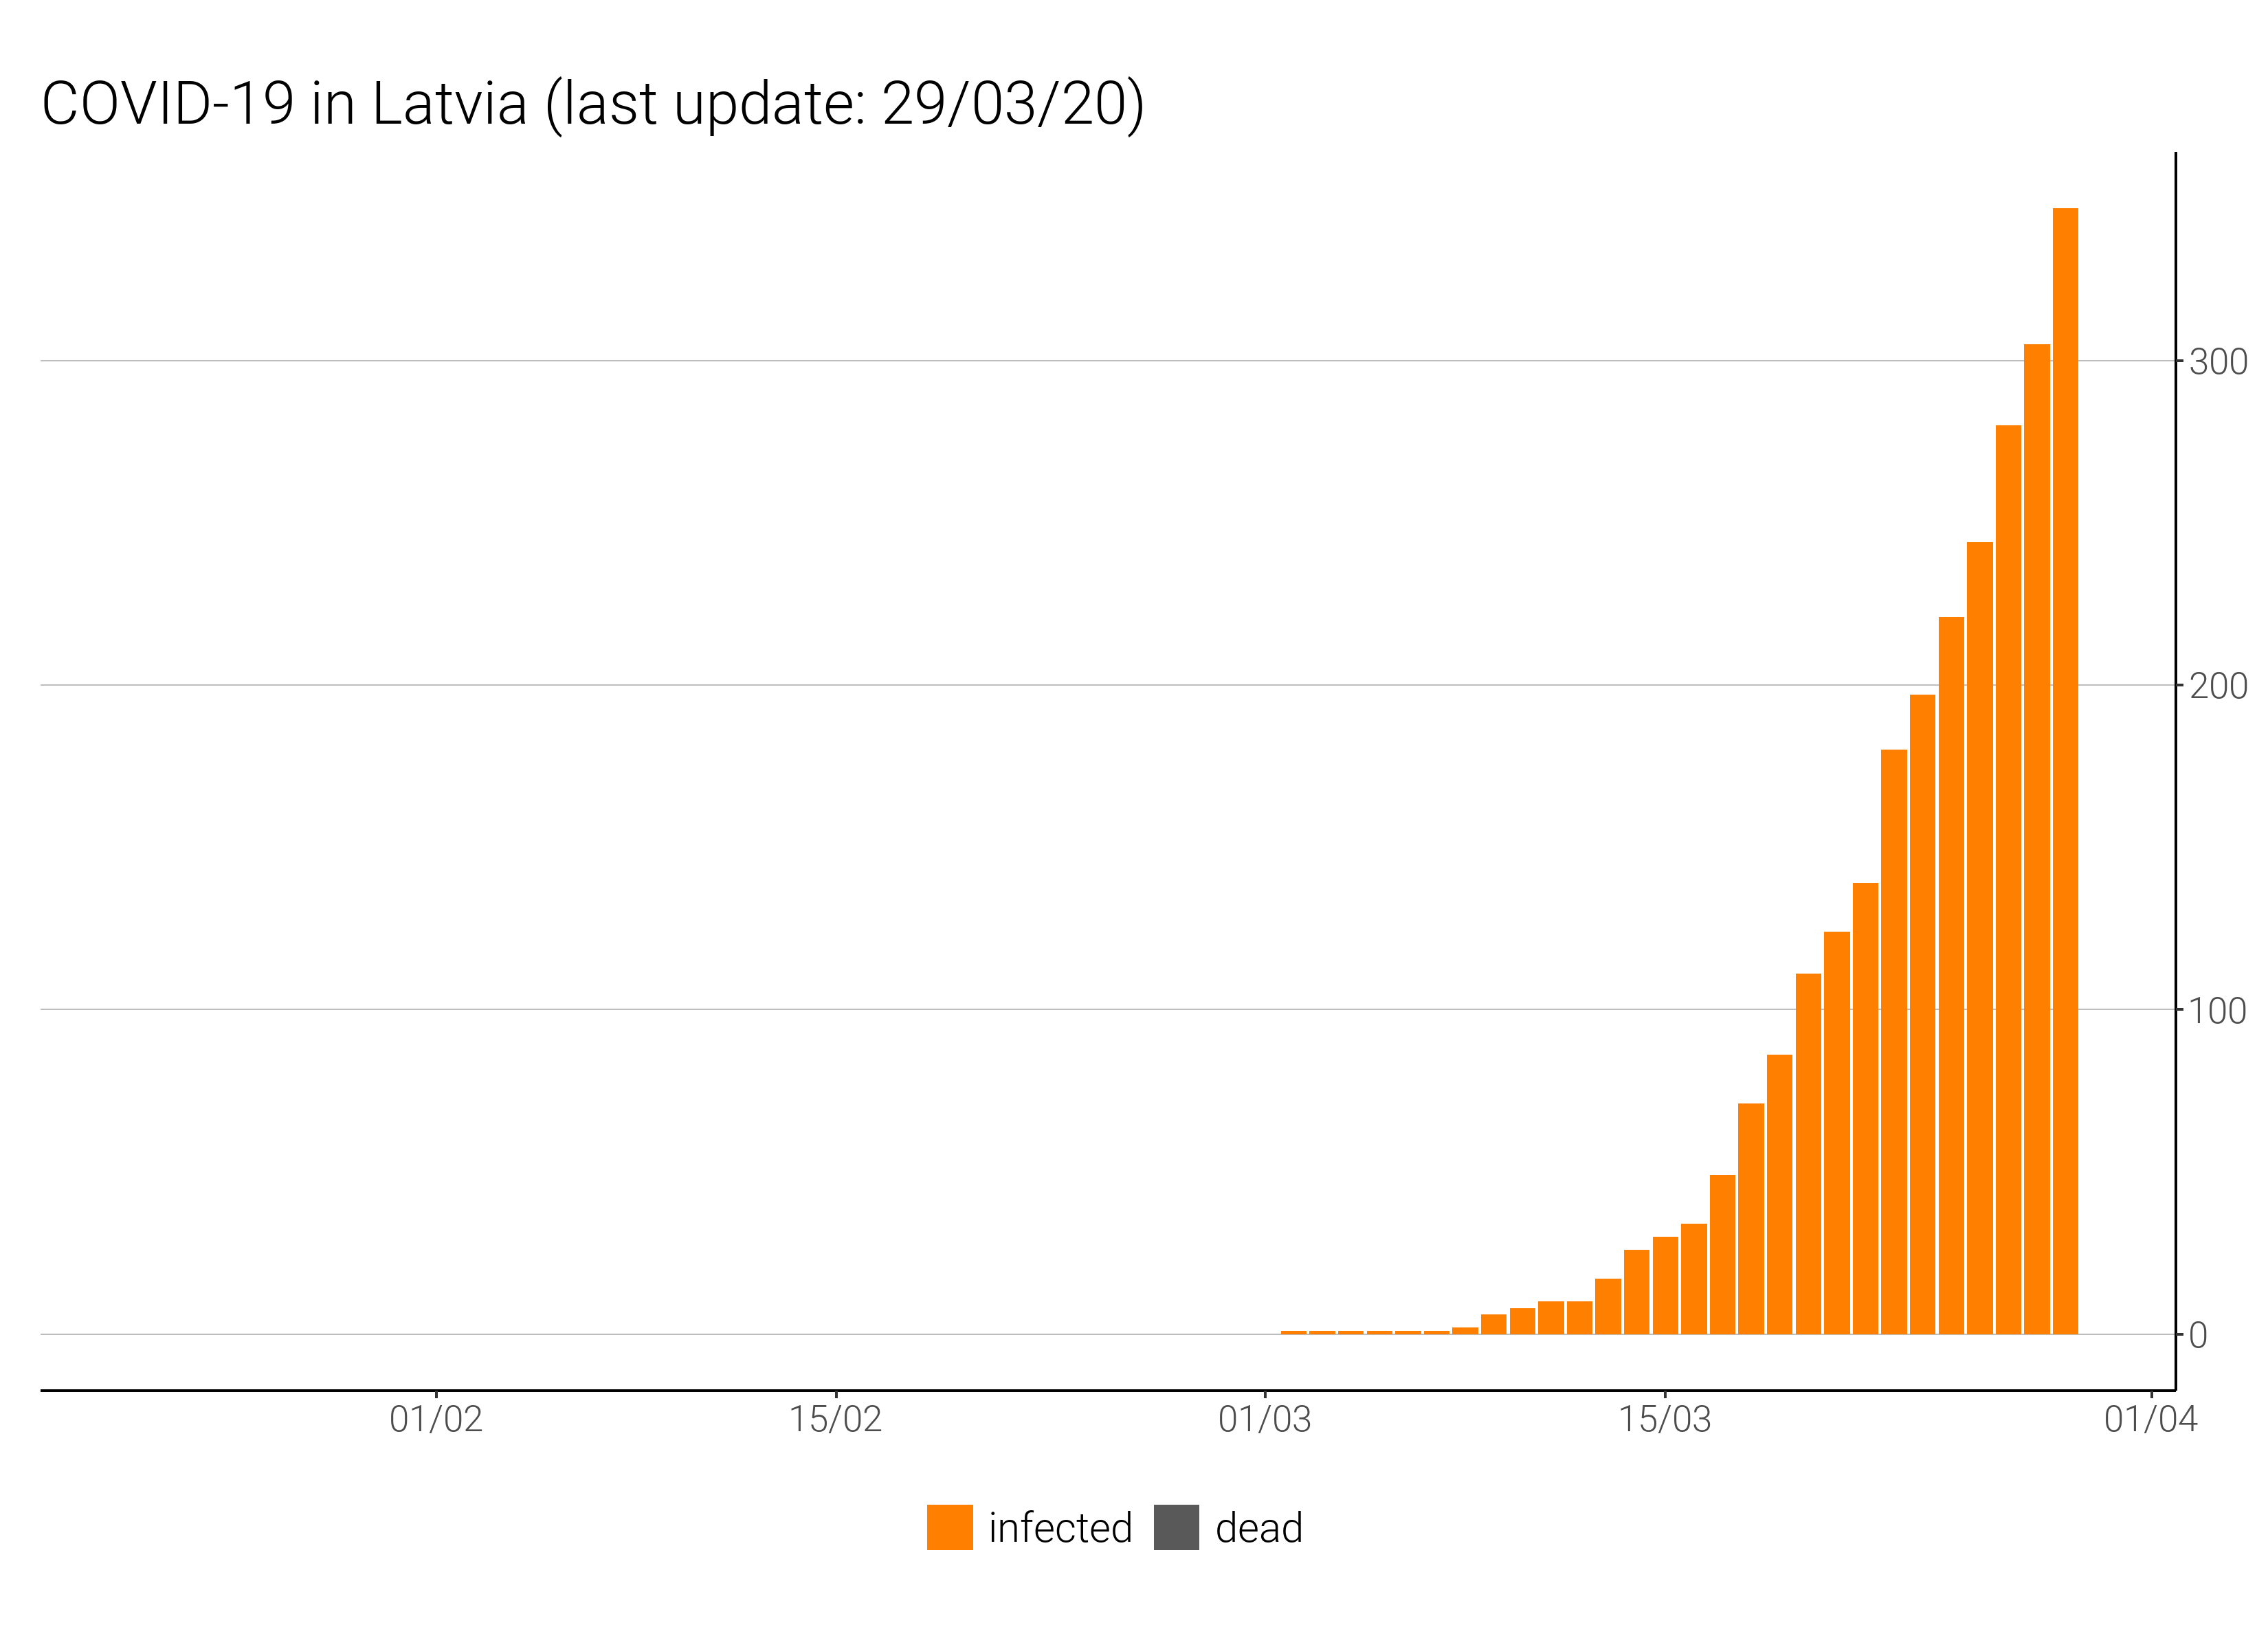 COVID-19 in Latvia (last update: 29/03/20)
300
200
100
0
01/02 15/02 01/03 15/03 01/04
infected dead